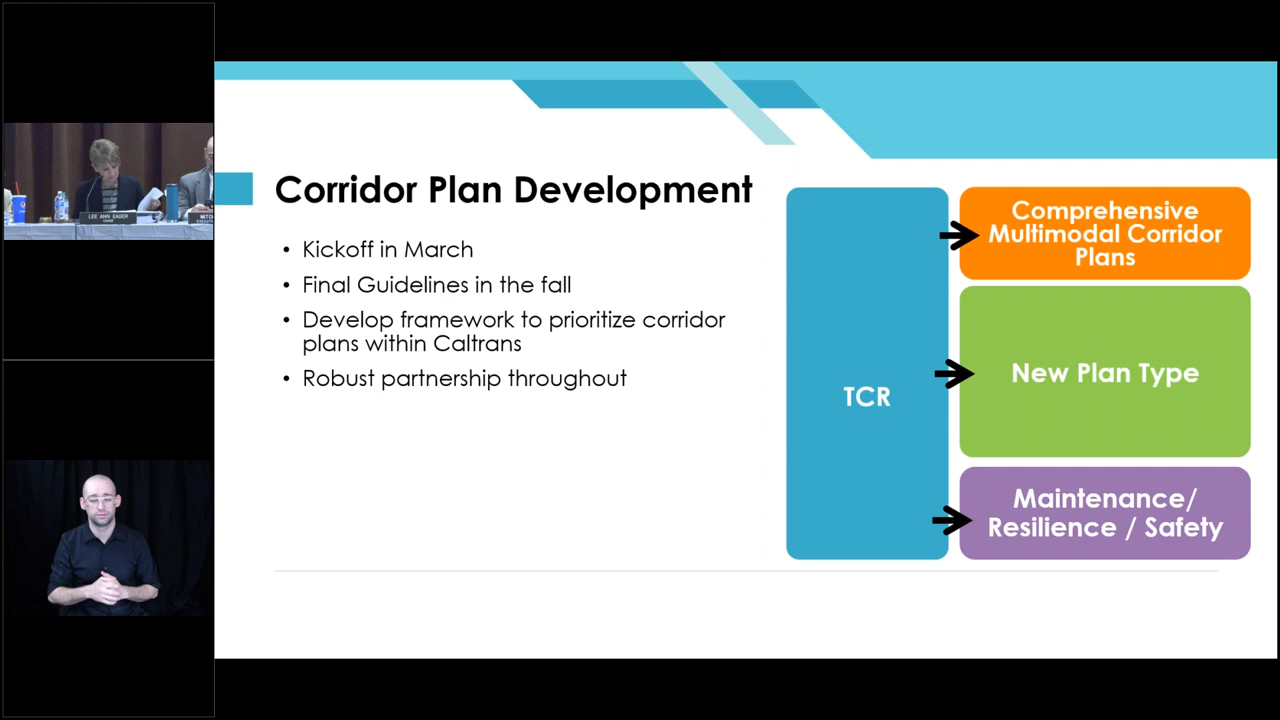 Corridor Plan Development
• Kickoff in March
• Final Guidelines in the fall
• Develop framework to prioritize corridor
plans within Caltrans
• Robust partnership throughout
TCR
Comprehensive
Multimodal Corridor
Plans
New Plan Type
Maintenance/
Resilience / Safety
LEE ANN EAGER
CHAIR